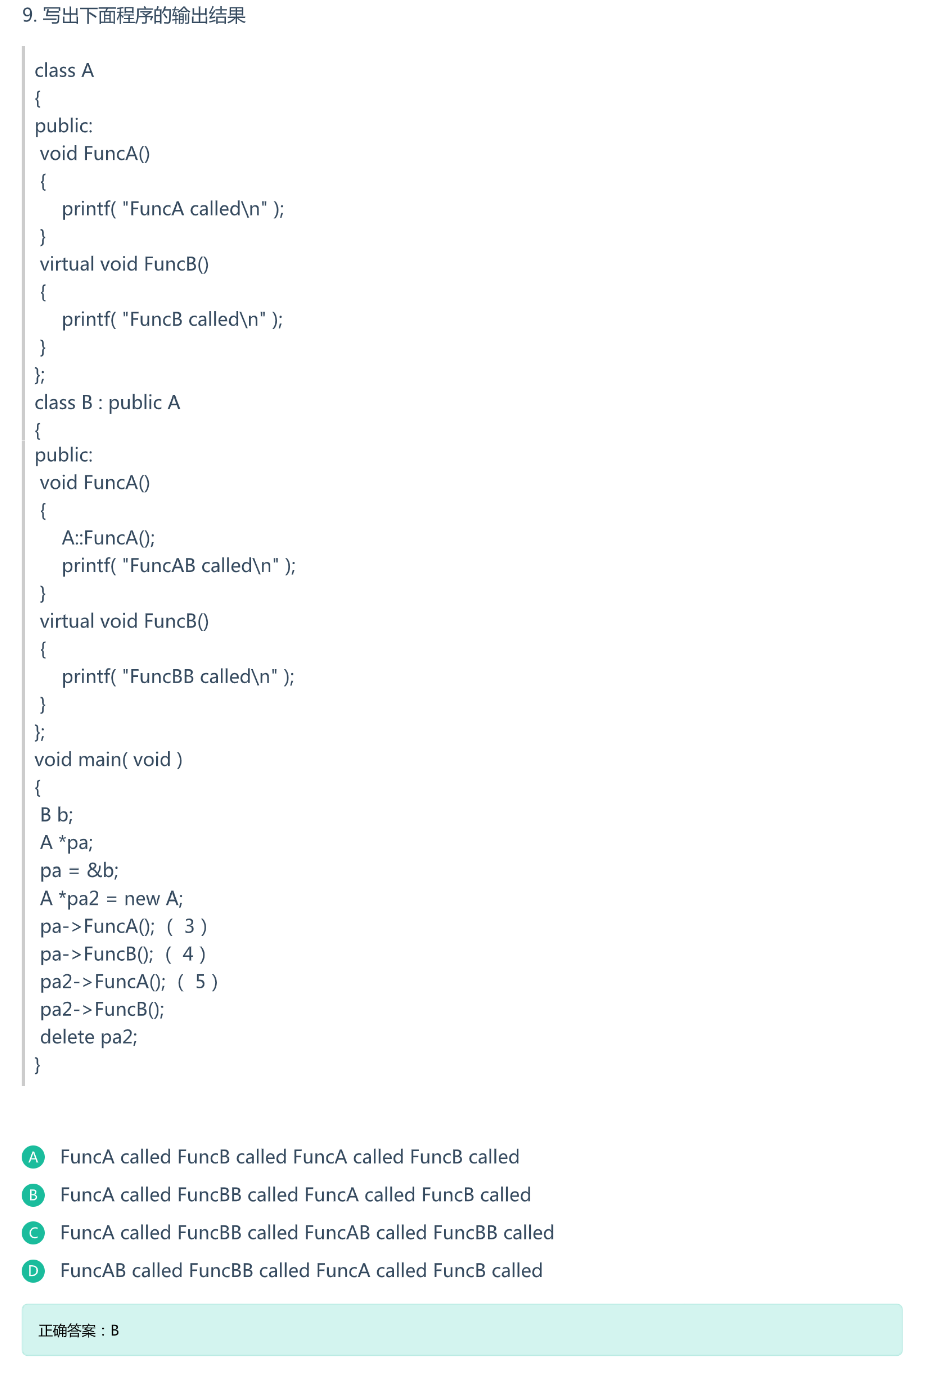 9. 写出下面程序的输出结果
class A
{
public:
void FuncA()
{
printf( "FuncA called\n" );
}
virtual void FuncB()
{
printf( "FuncB called\n" );
}
};
class B : public A
{
public:
void FuncA()
{
A::FuncA();
printf( "FuncAB called\n" );
}
virtual void FuncB()
{
printf( "FuncBB called\n" );
}
};
void main( void )
{
B b;
A *pa;
pa = &b;
A *pa2 = new A;
pa->FuncA(); ( 3 )
pa->FuncB(); ( 4 )
pa2->FuncA(); ( 5 )
pa2->FuncB();
delete pa2;
}
A FuncA called FuncB called FuncA called FuncB called
B FuncA called FuncBB called FuncA called FuncB called
C FuncA called FuncBB called FuncAB called FuncBB called
D FuncAB called FuncBB called FuncA called FuncB called
正确答案：B